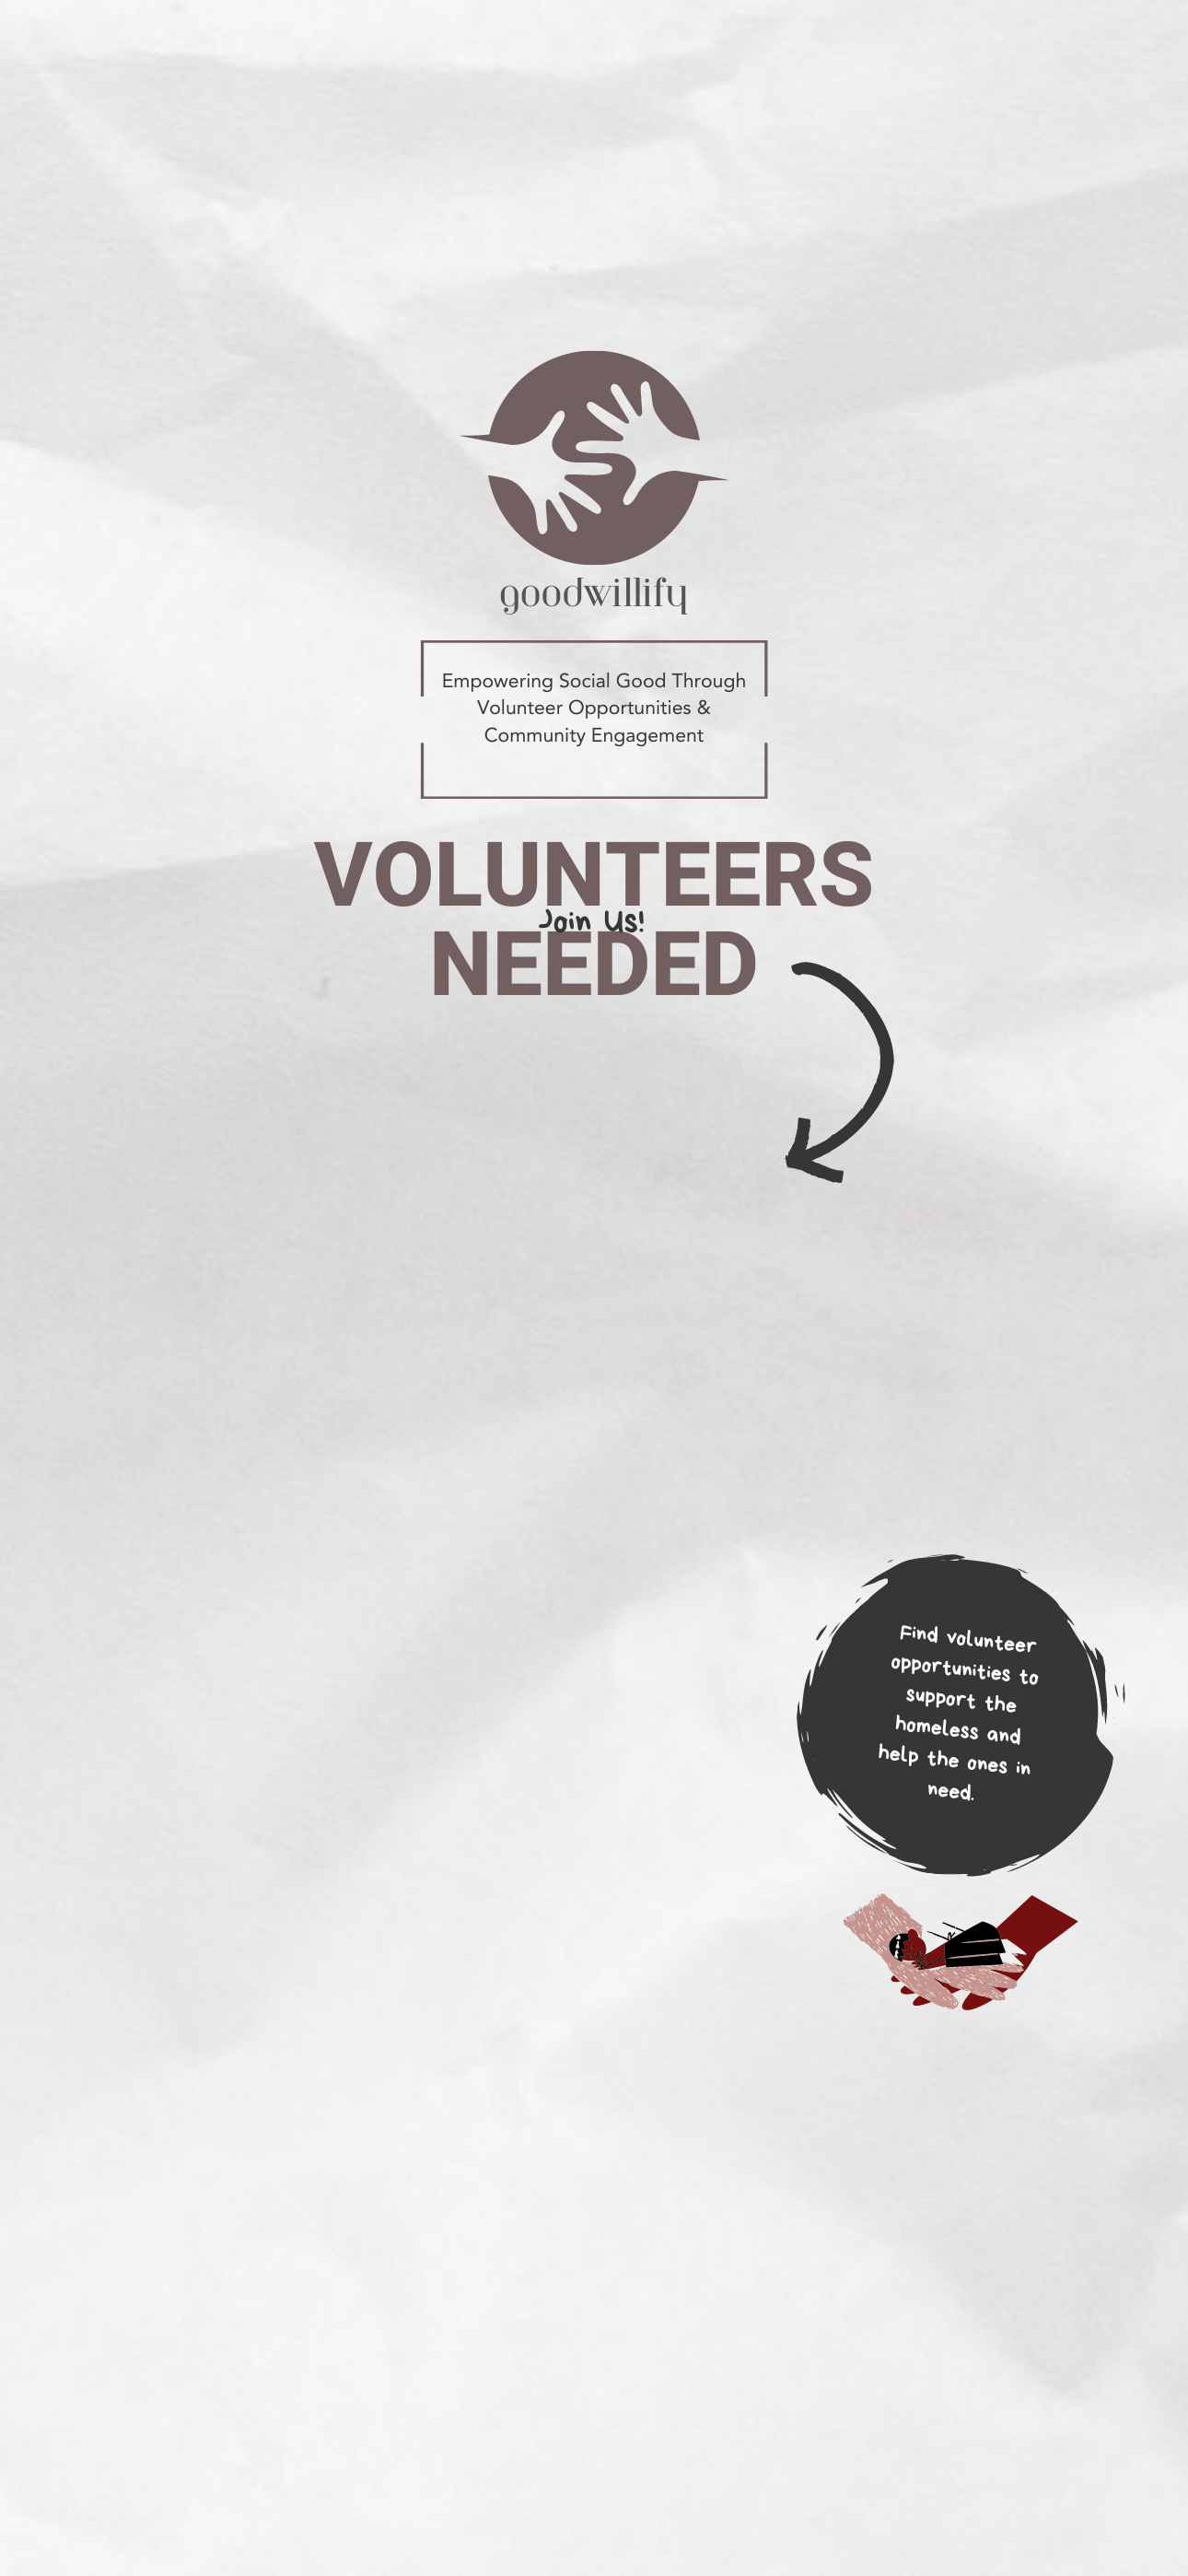 goodwillify
Empowering Social Good Through
Volunteer Opportunities &
Community Engagement
VOLUNTEERS
Join Us!
NEEDED
Find volunteer
opportunities to
support the
homeless and
help the ones in
need.